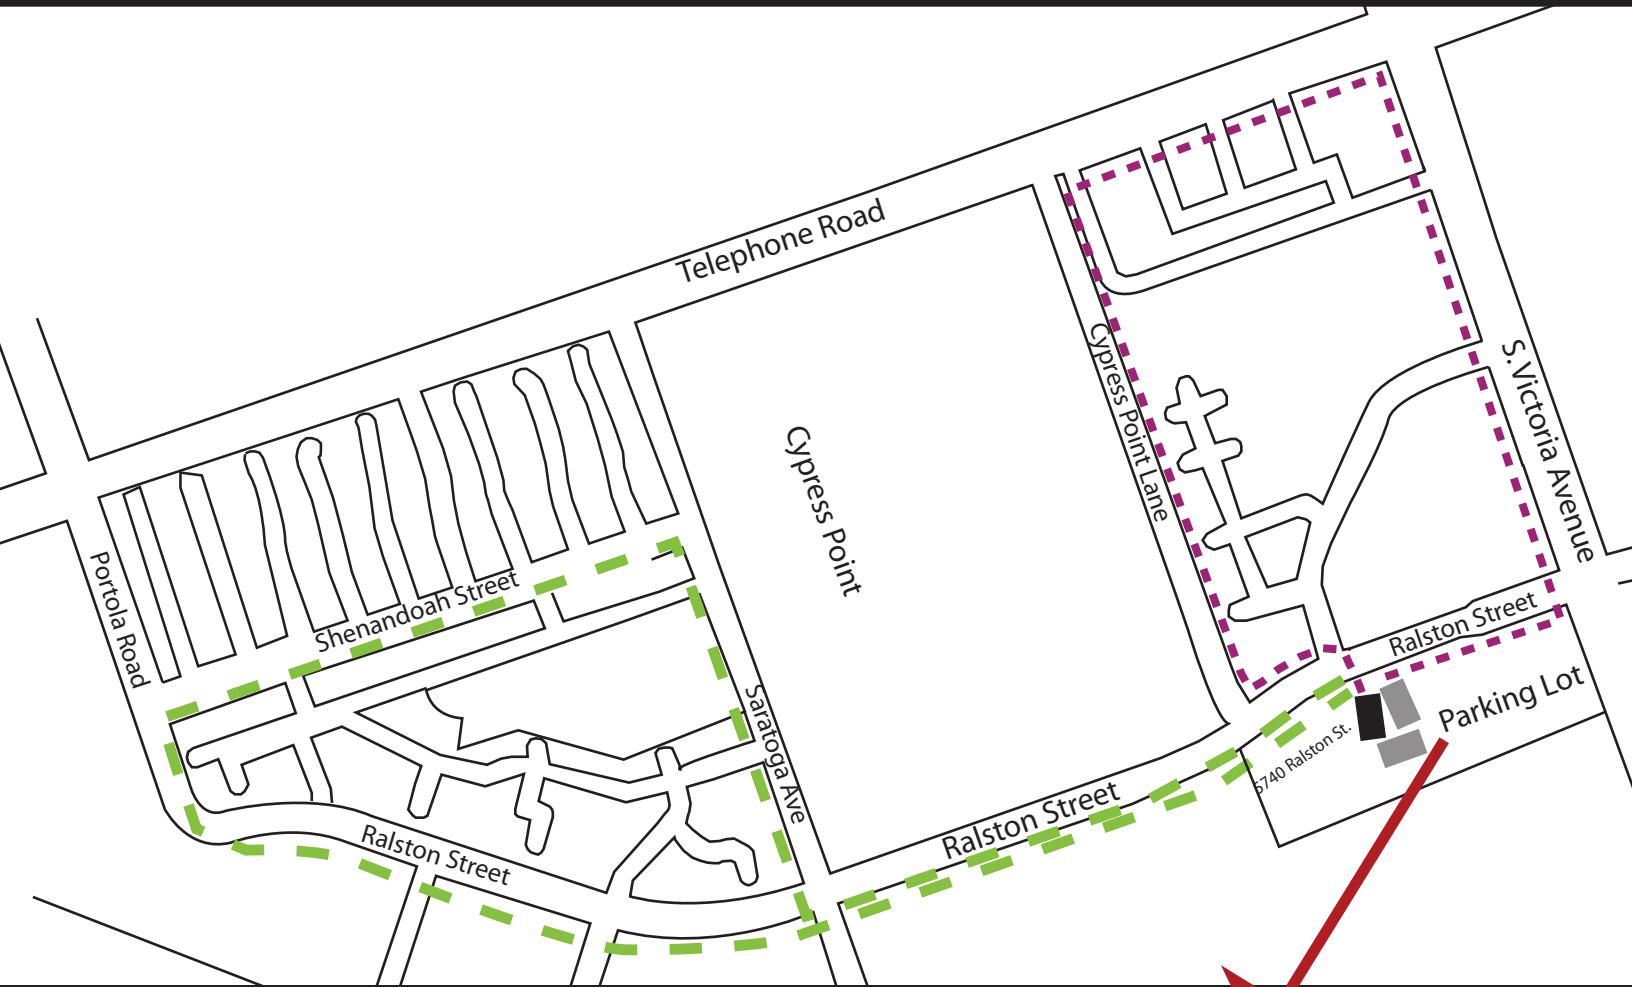 Telephone Road
S. Victoria Avenue
Cypress Point Lane
Cypress Point
Portola Road
Shenandoah Street
Saratoga Ave
Ralston Street
Ralston Street
Ralston Street
Parking Lot
5740 Ralston St.